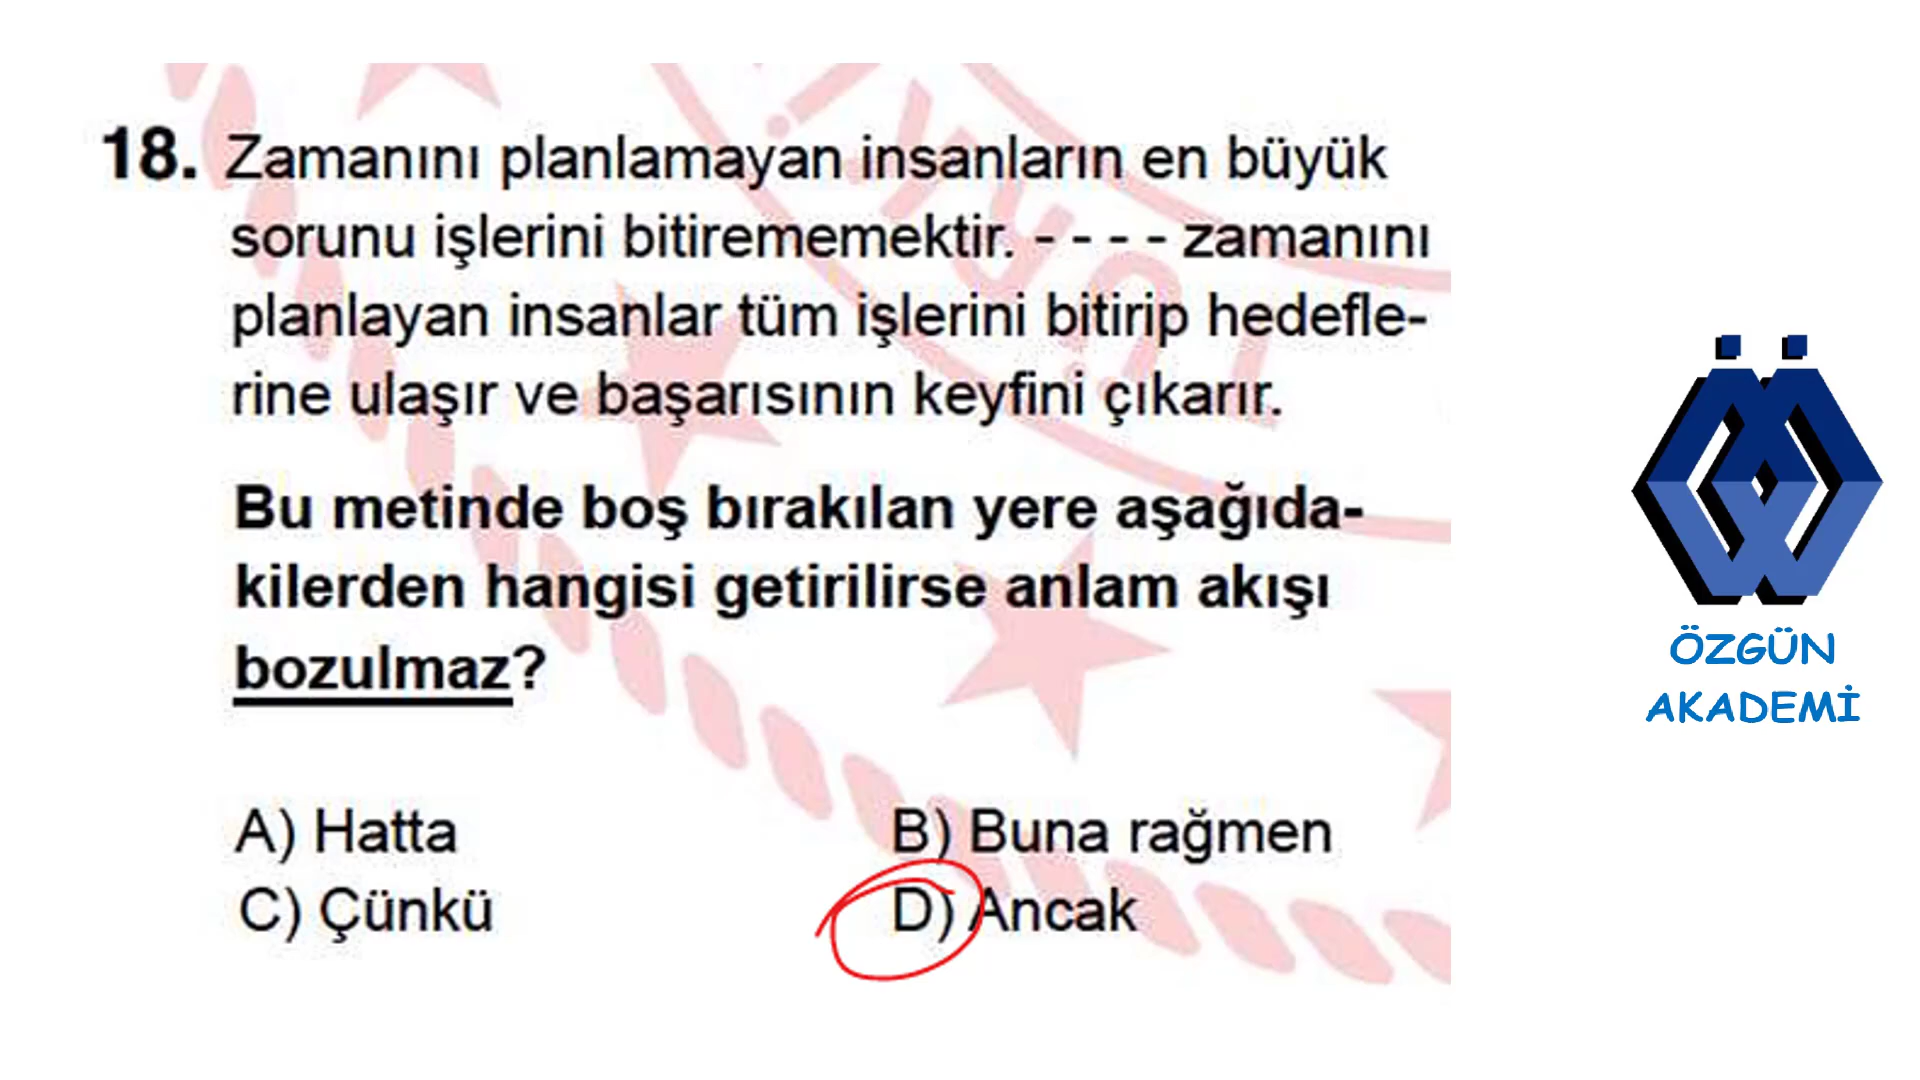 18. Zamanını planlamayan insanların en büyük
sorunu işlerini bitirememektir. - - - - zamanını
planlayan insanlar tüm işlerini bitirip hedefle-
rine ulaşır ve başarısının keyfini çıkarır.
Bu metinde boş bırakılan yere aşağıda-
kilerden hangisi getirilirse anlam akışı
bozulmaz?
A) Hatta
B) Buna rağmen
C) Çünkü
D) Ancak
ÖZGÜN
AKADEMİ